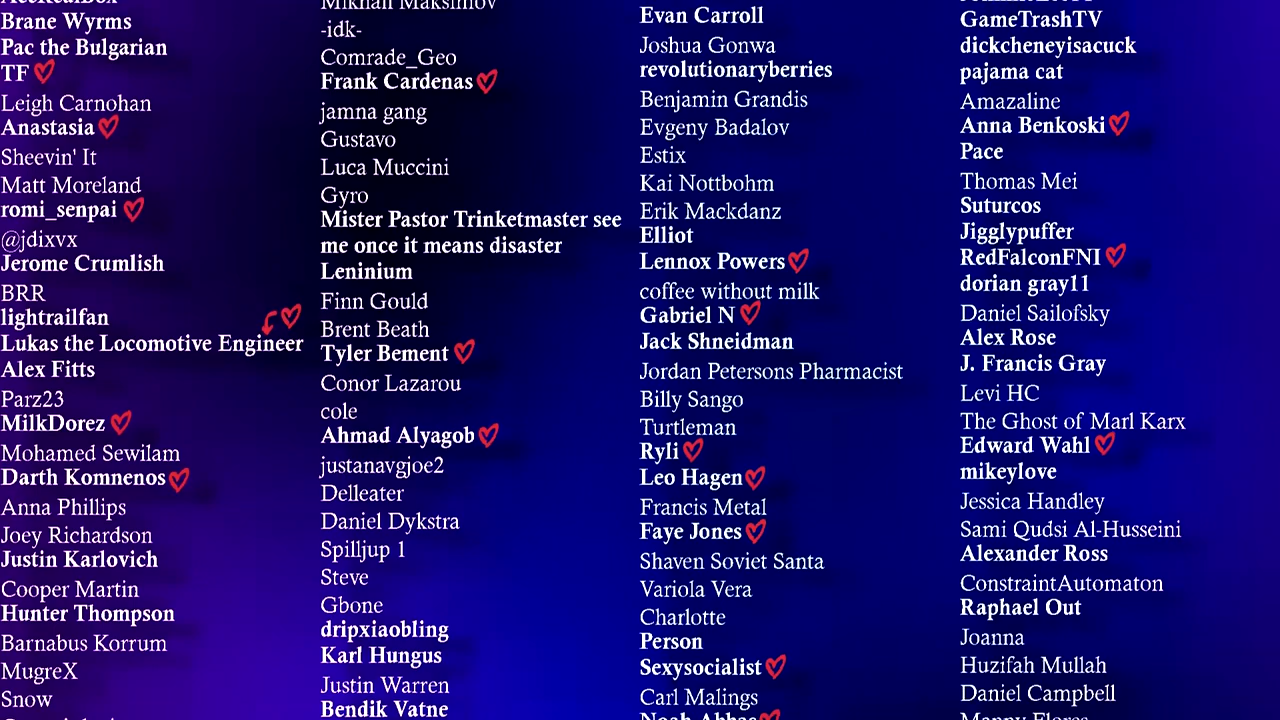 Brane Wyrms
Pac the Bulgarian
TF
Leigh Carnohan
Anastasia
Sheevin' It
Matt Moreland
romi_senpai
@jdixvx
Jerome Crumlish
BRR
lightrailfan
Lukas the Locomotive Engineer
Alex Fitts
Parz23
MilkDorez
Mohamed Sewilam
Darth Komnenos
Anna Phillips
Joey Richardson
Justin Karlovich
Cooper Martin
Hunter Thompson
Barnabus Korrum
MugreX
Snow
Mikhail Maksimov
-idk-
Comrade_Geo
Frank Cardenas
jamna gang
Gustavo
Luca Muccini
Gyro
Mister Pastor Trinketmaster see
me once it means disaster
Leninium
Finn Gould
Brent Beath
Tyler Bement
Conor Lazarou
cole
Ahmad Alyagob
justanavgjoe2
Delleater
Daniel Dykstra
Spilljup 1
Steve
Gbone
dripxiaobling
Karl Hungus
Justin Warren
Bendik Vatne
Evan Carroll
Joshua Gonwa
revolutionaryberries
Benjamin Grandis
Evgeny Badalov
Estix
Kai Nottbohm
Erik Mackdanz
Elliot
Lennox Powers
coffee without milk
Gabriel N
Jack Shneidman
Jordan Petersons Pharmacist
Billy Sango
Turtleman
Ryli
Leo Hagen
Francis Metal
Faye Jones
Shaven Soviet Santa
Variola Vera
Charlotte
Person
Sexysocialist
Carl Malings
Noah Abbas
GameTrashTV
dickcheneyisacuck
pajama cat
Amazaline
Anna Benkoski
Pace
Thomas Mei
Suturcos
Jigglypuffer
RedFalconFNI
dorian gray11
Daniel Sailofsky
Alex Rose
J. Francis Gray
Levi HC
The Ghost of Marl Karx
Edward Wahl
mikeylove
Jessica Handley
Sami Qudsi Al-Husseini
Alexander Ross
ConstraintAutomaton
Raphael Out
Joanna
Huzifah Mullah
Daniel Campbell
Manny Flores